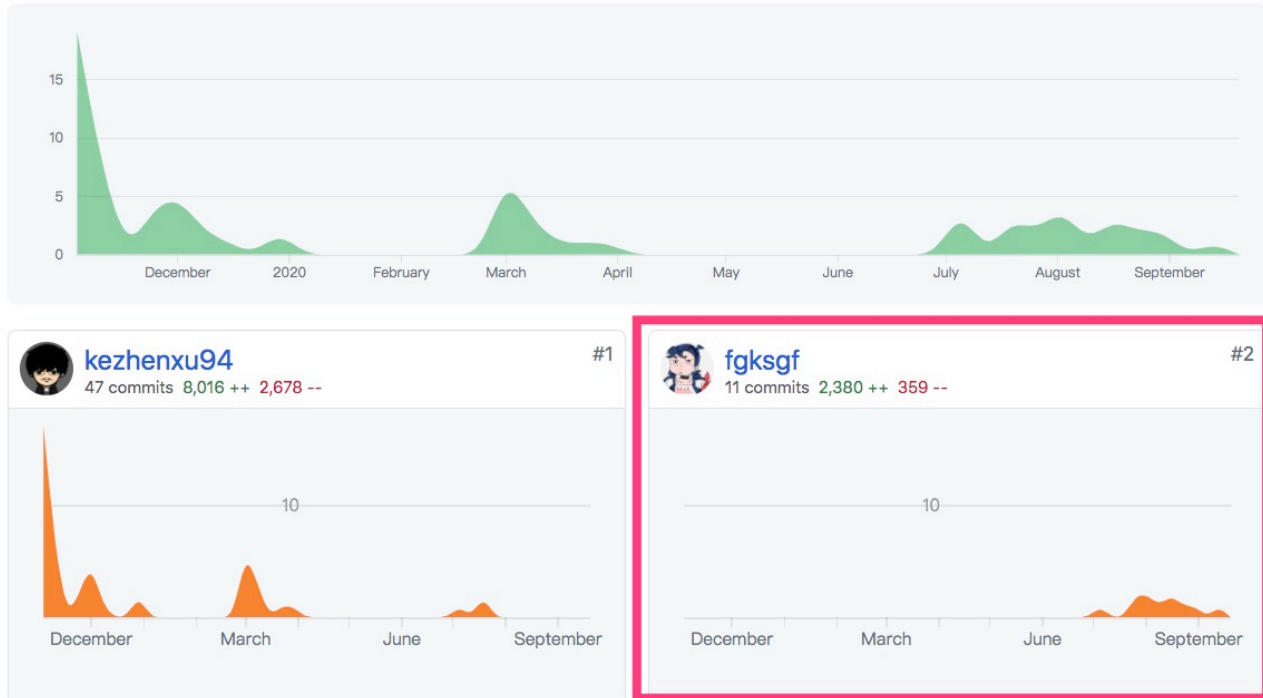 15
10
5
0
December 2020 February March April May June July August September
kezhenxu94 #1
47 commits 8,016 ++ 2,678 --
10
December March June September
fgksgf #2
11 commits 2,380 ++ 359 --
10
December March June September